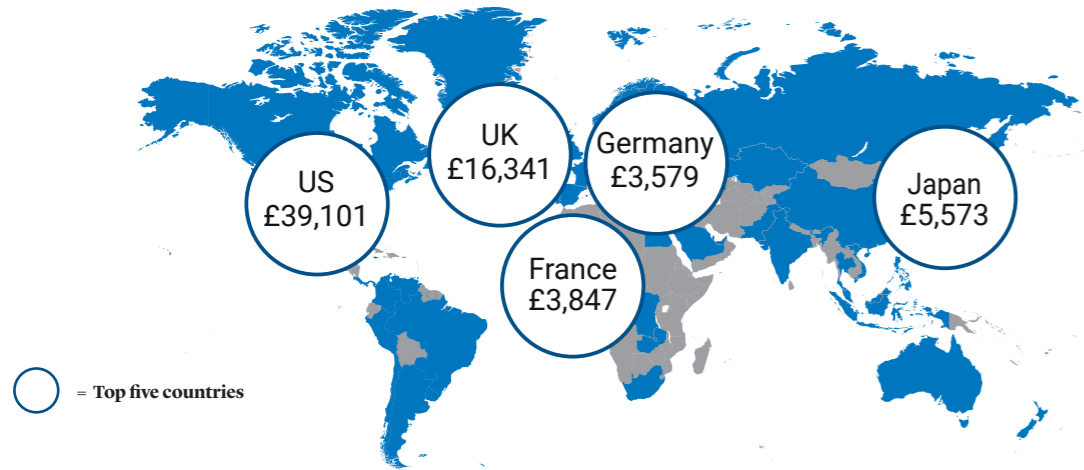 UK
£16,341
Germany
£3,579
US
£39,101
Japan
£5,573
France
£3,847
= Top five countries